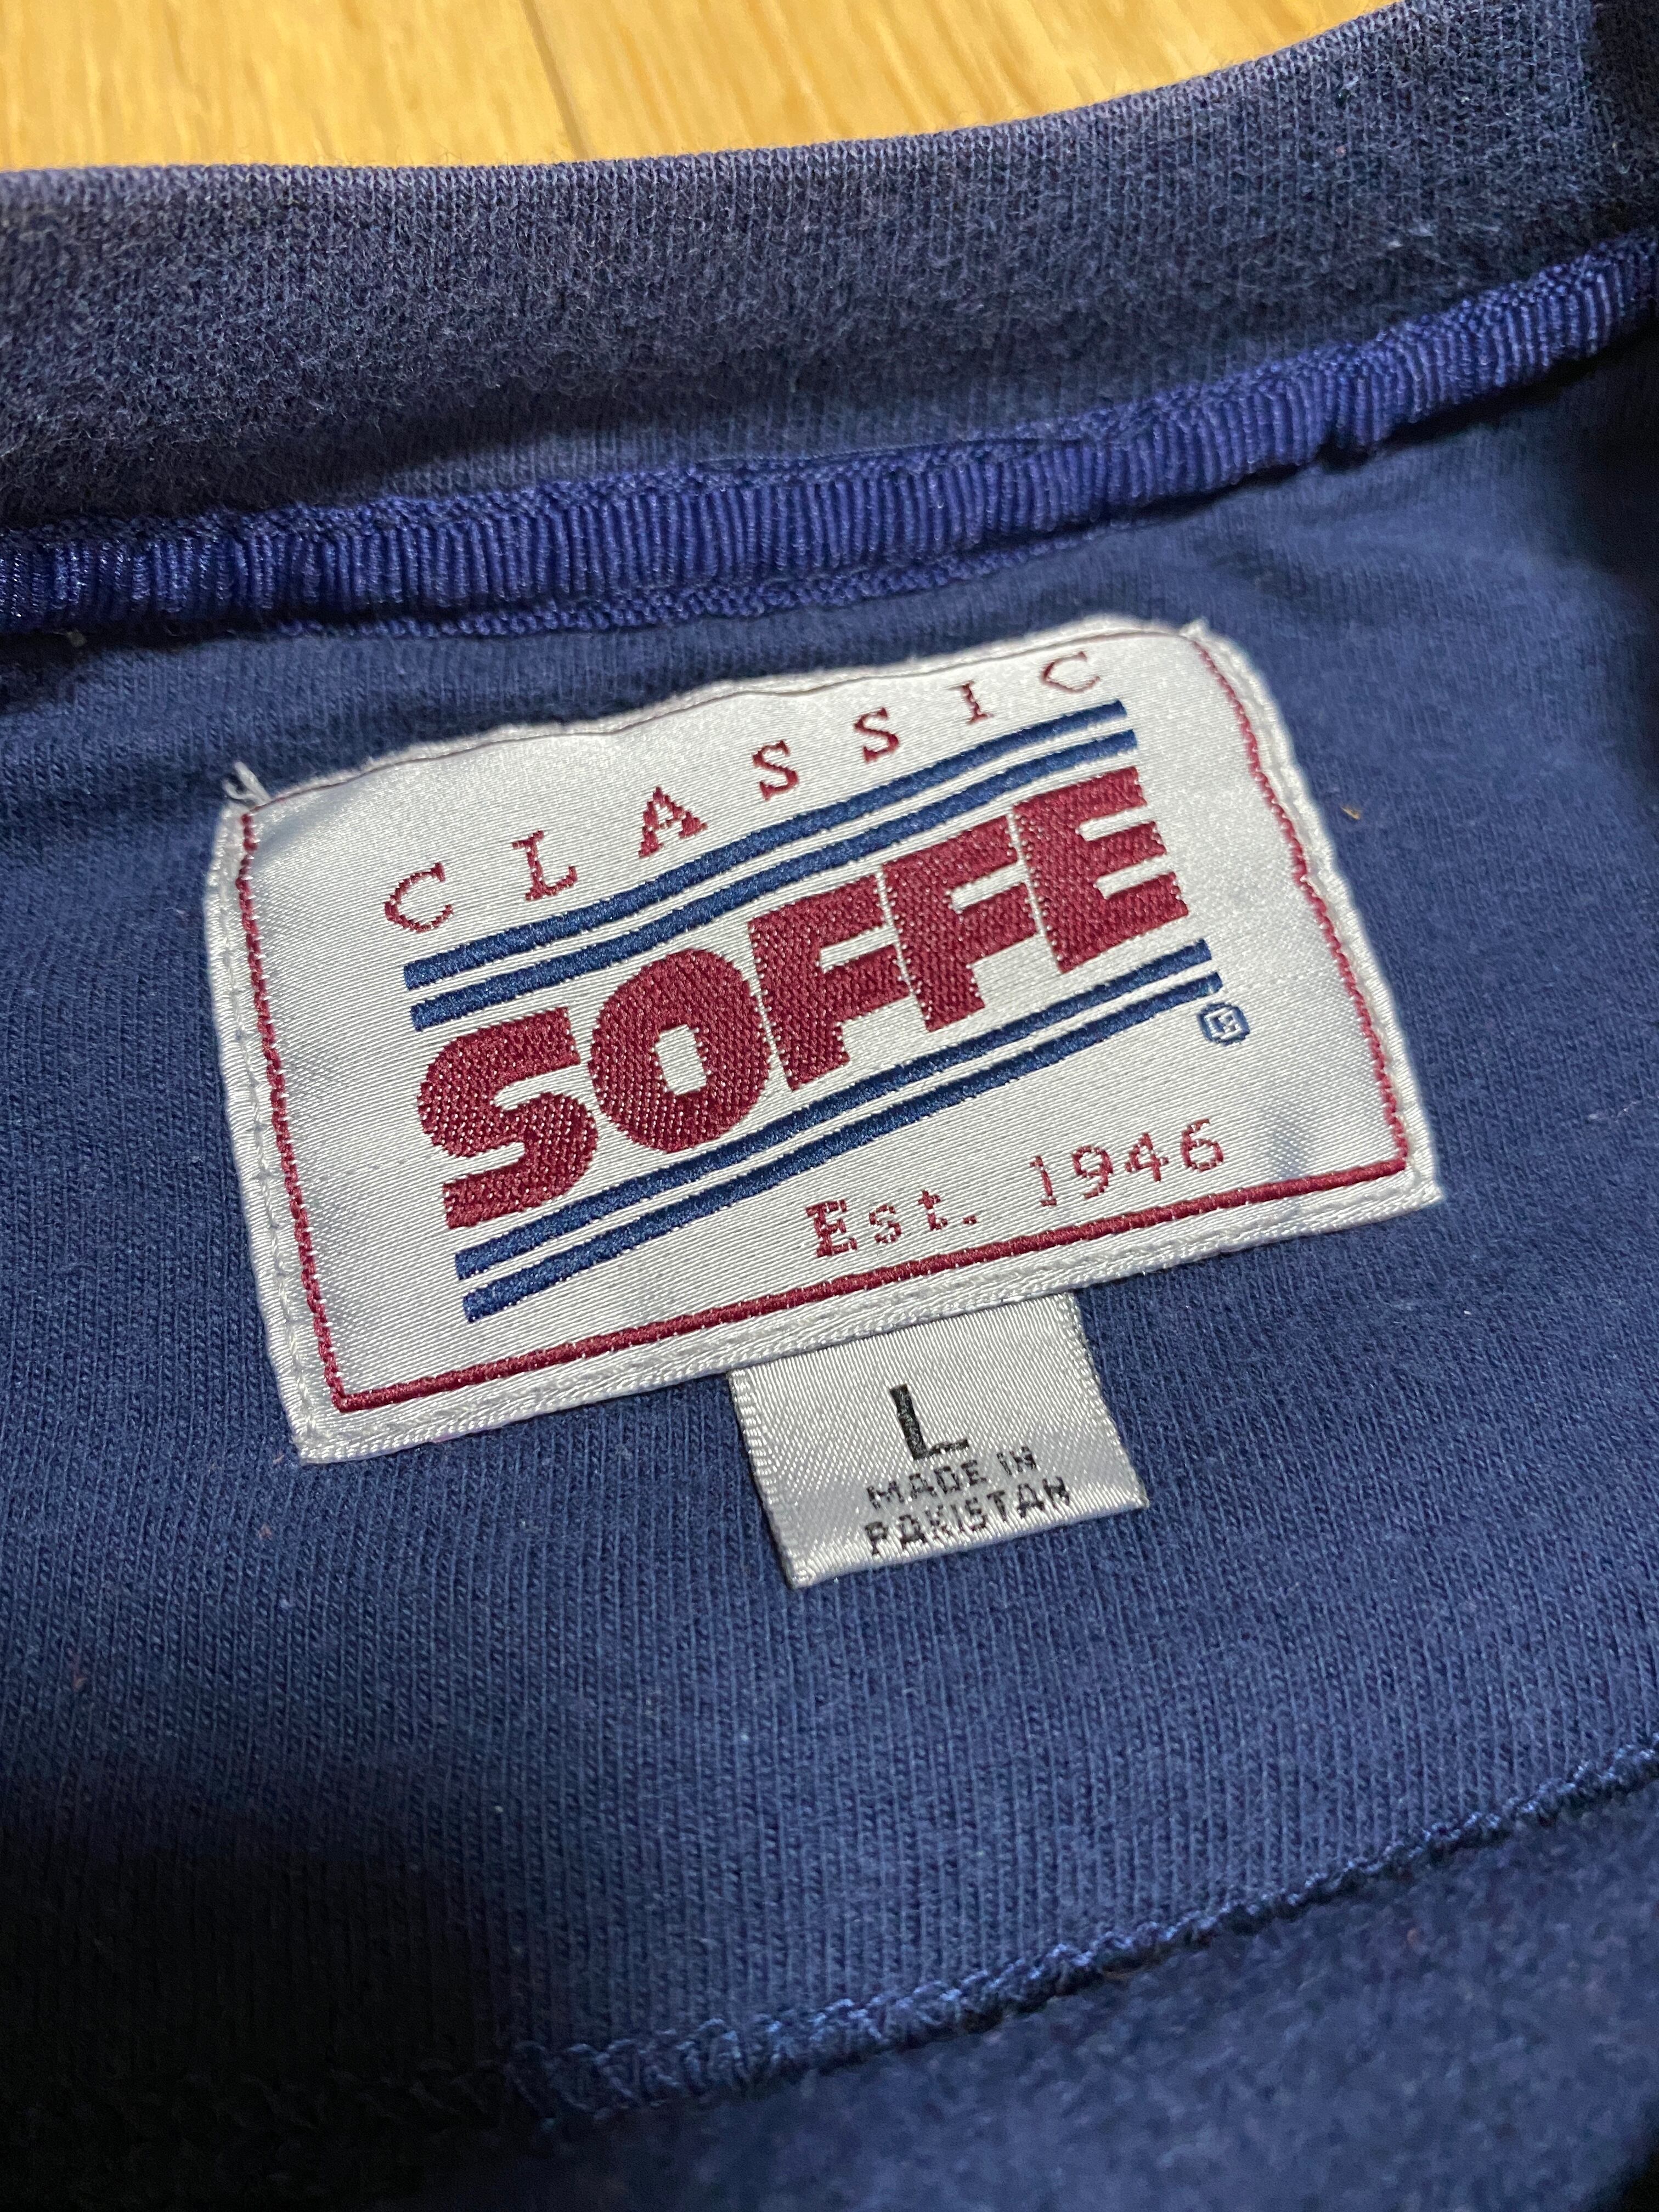 CLASSIC
SOFFE
®
Est. 1946
L
MADE IN
PAKISTAN